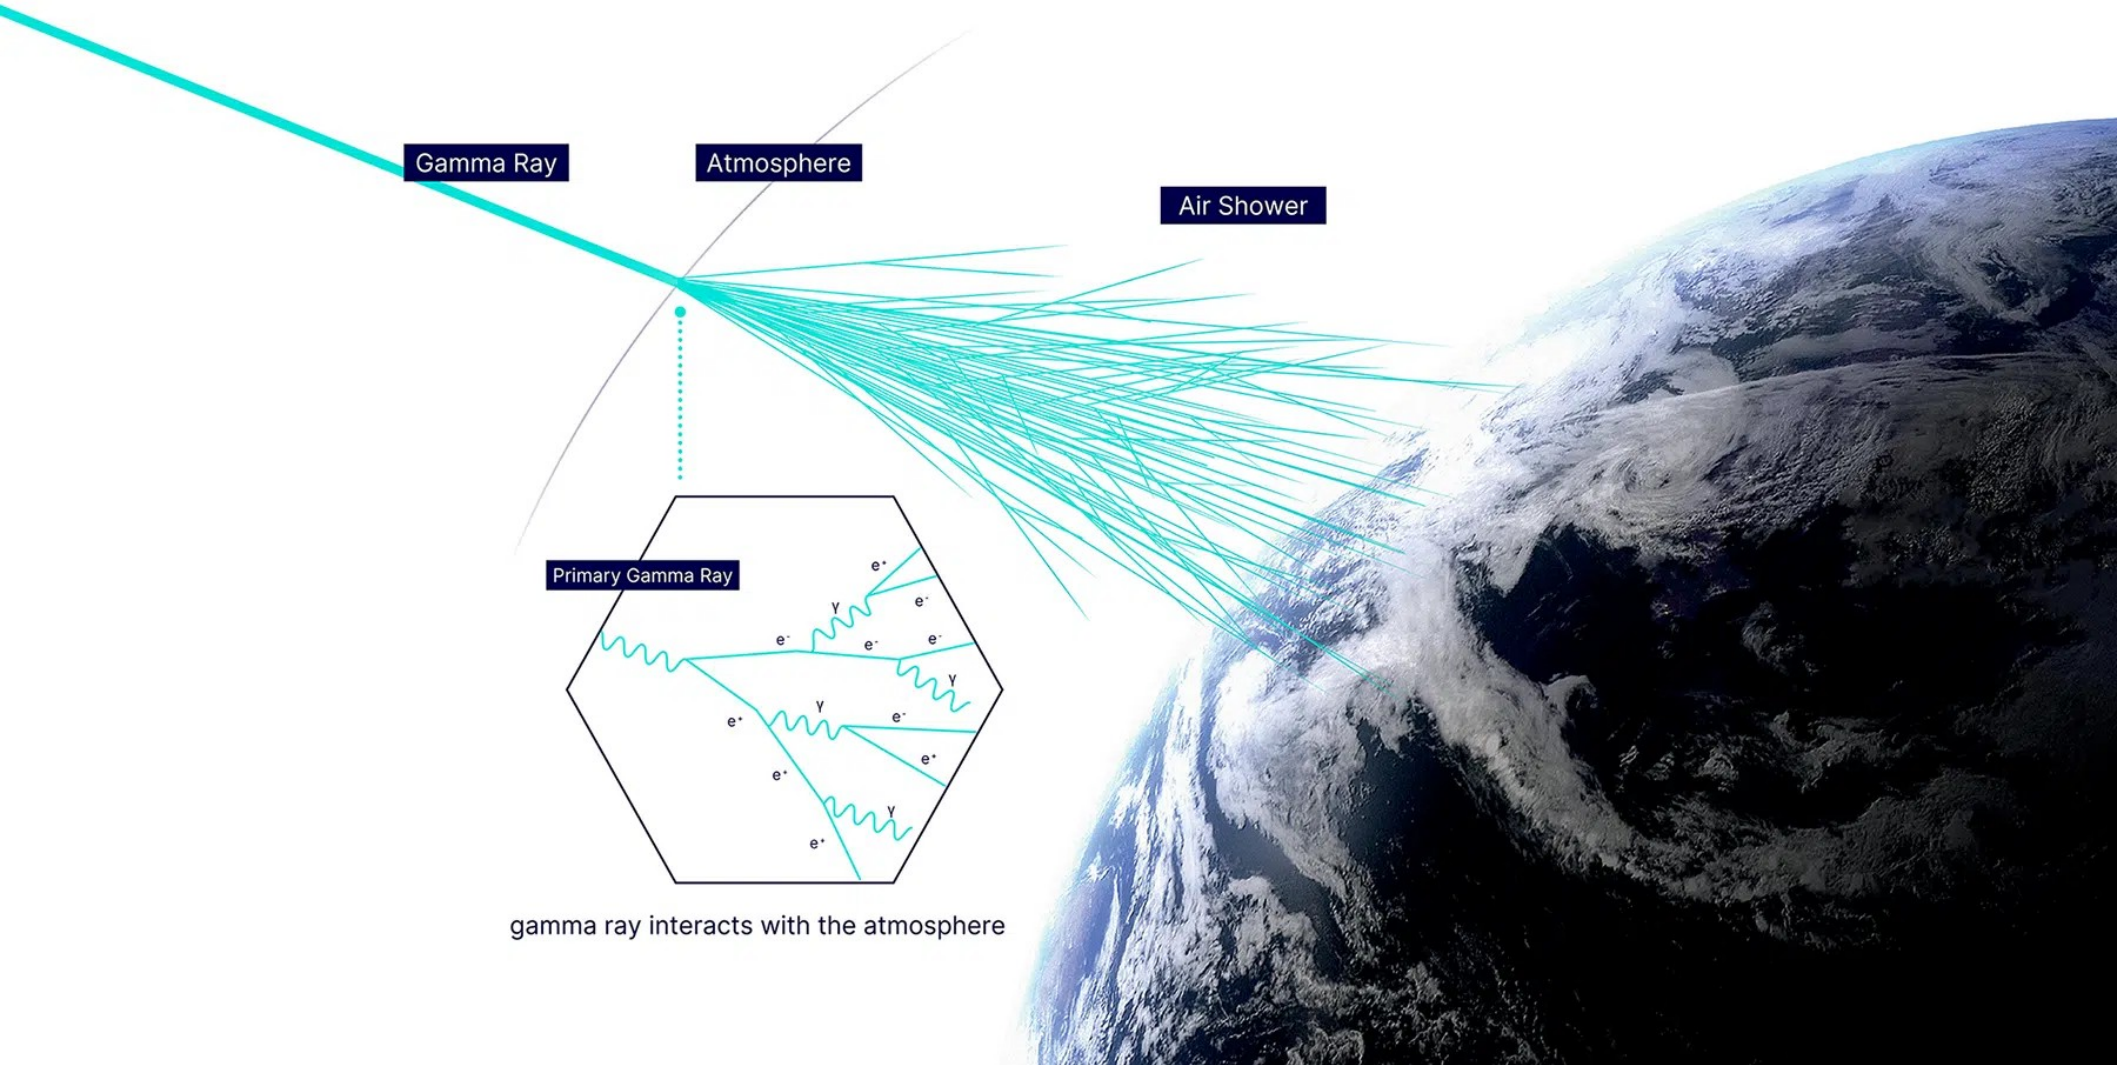 Gamma Ray
Atmosphere
Air Shower
Primary Gamma Ray
e⁺
γ
e⁻
e⁻
e⁻
e⁻
γ
γ
e⁻
e⁺
e⁺
e⁺
γ
e⁺
gamma ray interacts with the atmosphere